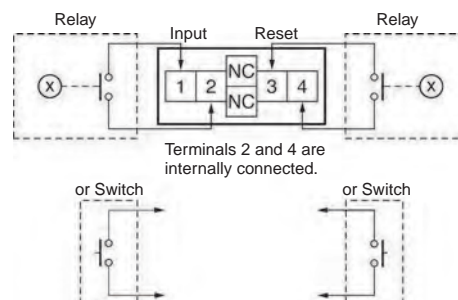 Relay
Input
Reset
Relay
X
1
2
NC
NC
3
4
X
Terminals 2 and 4 are
internally connected.
or Switch
or Switch